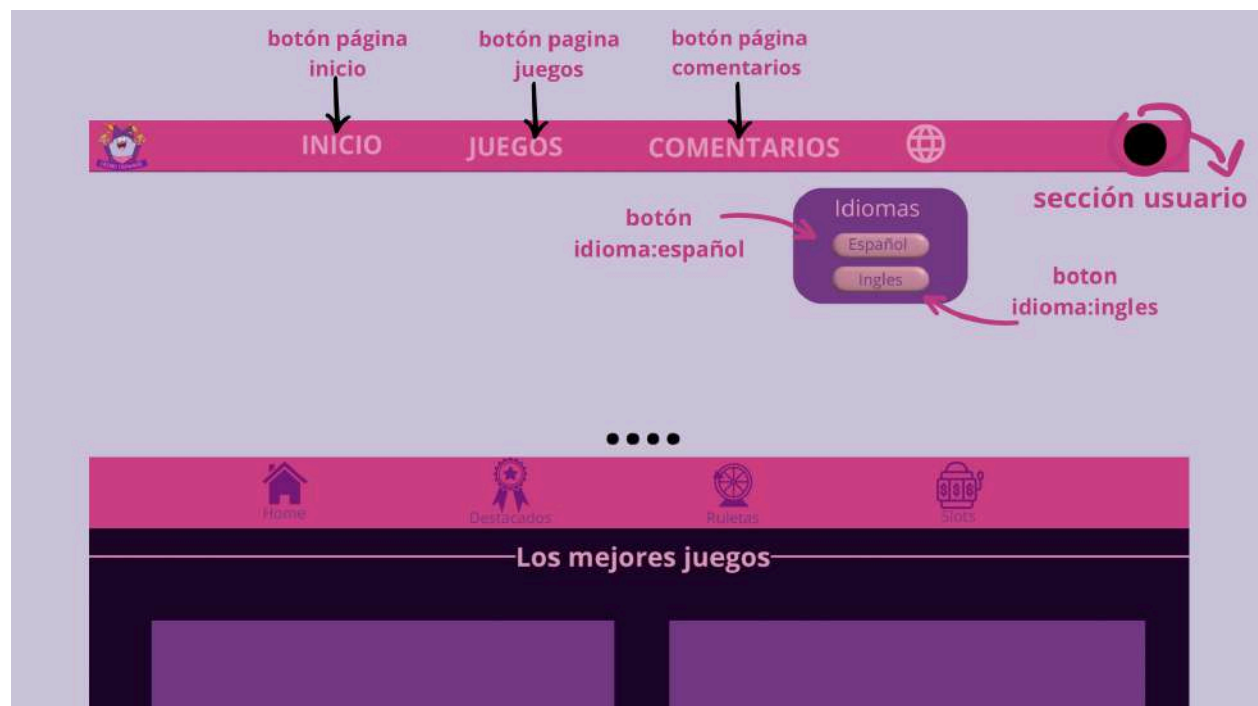 botón página
inicio
botón pagina
juegos
botón página
comentarios
INICIO
JUEGOS
COMENTARIOS
sección usuario
Idiomas
botón
idioma:español
Español
Ingles
boton
idioma:ingles
Home
Destacados
Ruletas
Slots
Los mejores juegos